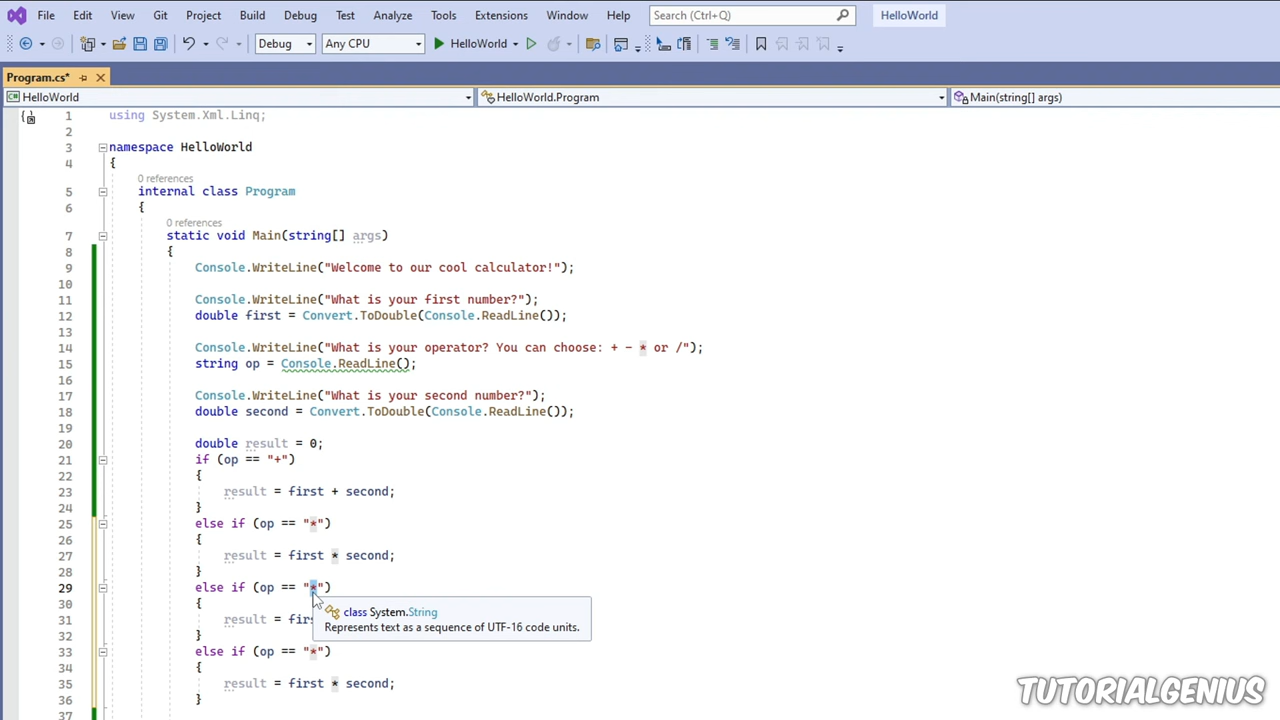 File Edit View Git Project Build Debug Test Analyze Tools Extensions Window Help Search (Ctrl+Q) HelloWorld
Debug Any CPU HelloWorld
Program.cs*
HelloWorld HelloWorld.Program Main(string[] args)
1 using System.Xml.Linq;
2
3 namespace HelloWorld
4 {
0 references
5 internal class Program
6 {
0 references
7 static void Main(string[] args)
8 {
9 Console.WriteLine("Welcome to our cool calculator!");
10
11 Console.WriteLine("What is your first number?");
12 double first = Convert.ToDouble(Console.ReadLine());
13
14 Console.WriteLine("What is your operator? You can choose: + - * or /");
15 string op = Console.ReadLine();
16
17 Console.WriteLine("What is your second number?");
18 double second = Convert.ToDouble(Console.ReadLine());
19
20 double result = 0;
21 if (op == "+")
22 {
23 result = first + second;
24 }
25 else if (op == "*")
26 {
27 result = first * second;
28 }
29 else if (op == "*")
30 {
class System.String
31 result = firs
Represents text as a sequence of UTF-16 code units.
32 }
33 else if (op == "*")
34 {
35 result = first * second;
36 }
37
TUTORIALGENIUS